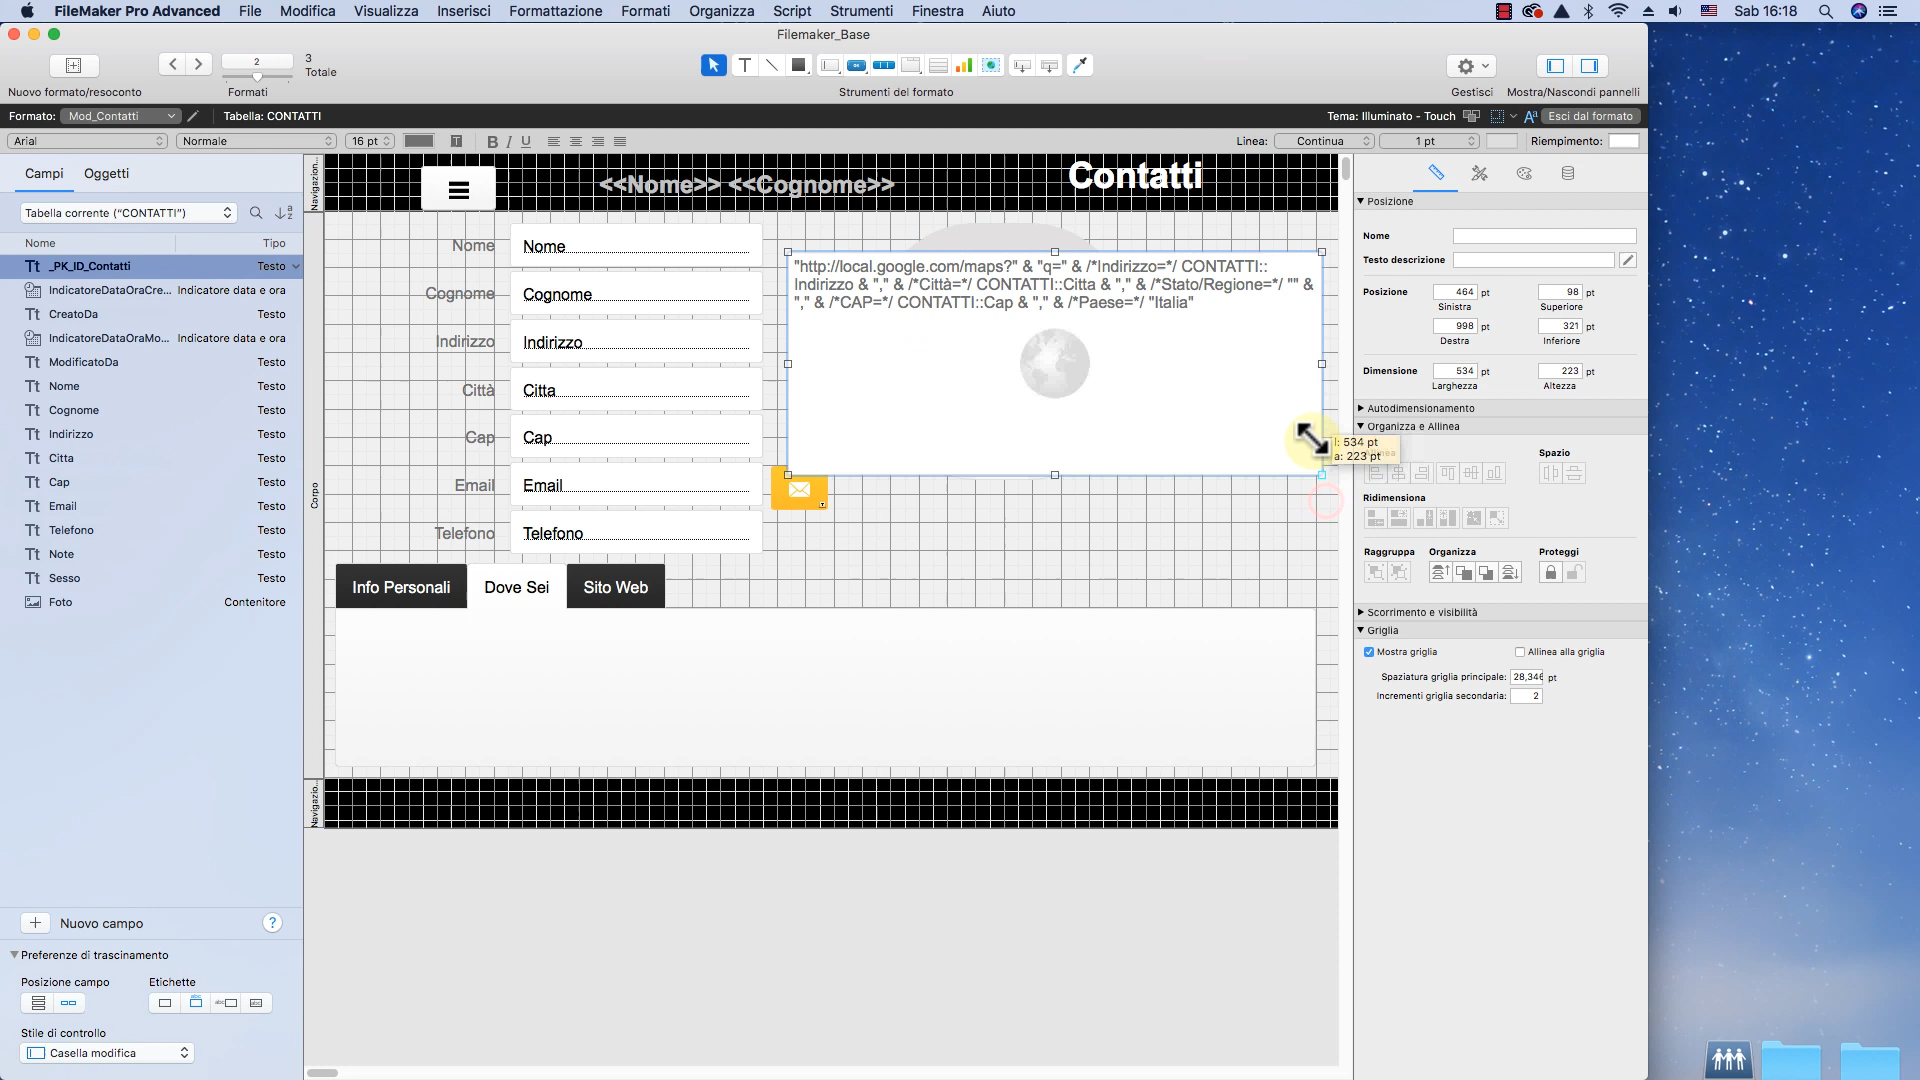 FileMaker Pro Advanced File Modifica Visualizza Inserisci Formattazione Formati Organizza Script Strumenti Finestra Aiuto Sab 16:18
Filemaker_Base
2 3
Totale
Nuovo formato/resoconto Formati Strumenti del formato Gestisci Mostra/Nascondi pannelli
Formato: Mod_Contatti Tabella: CONTATTI Tema: Illuminato - Touch Esci dal formato
Arial Normale 16 pt B I U Linea: Continua 1 pt Riempimento:
Campi Oggetti
Tabella corrente ("CONTATTI")
Nome Tipo
_PK_ID_Contatti Testo
IndicatoreDataOraCre... Indicatore data e ora
CreatoDa Testo
IndicatoreDataOraMo... Indicatore data e ora
ModificatoDa Testo
Nome Testo
Cognome Testo
Indirizzo Testo
Citta Testo
Cap Testo
Email Testo
Telefono Testo
Note Testo
Sesso Testo
Foto Contenitore
Nuovo campo ?
Preferenze di trascinamento
Posizione campo Etichette
Stile di controllo
Casella modifica
Navigazion...
<<Nome>> <<Cognome>> Contatti
Corpo
Nome Nome
Cognome Cognome
Indirizzo Indirizzo
Città Citta
Cap Cap
Email Email
Telefono Telefono
"http://local.google.com/maps?" & "q=" & /*Indirizzo=*/ CONTATTI::
Indirizzo & "," & /*Città=*/ CONTATTI::Citta & "," & /*Stato/Regione=*/ "" &
"," & /*CAP=*/ CONTATTI::Cap & "," & /*Paese=*/ "Italia"
l: 534 pt
a: 223 pt
Info Personali Dove Sei Sito Web
Navigazio...
Posizione
Nome
Testo descrizione
Posizione 464 pt 98 pt
Sinistra Superiore
998 pt 321 pt
Destra Inferiore
Dimensione 534 pt 223 pt
Larghezza Altezza
Autodimensionamento
Organizza e Allinea
Spazio
Ridimensiona
Raggruppa Organizza Proteggi
Scorrimento e visibilità
Griglia
Mostra griglia Allinea alla griglia
Spaziatura griglia principale: 28,346 pt
Incrementi griglia secondaria: 2